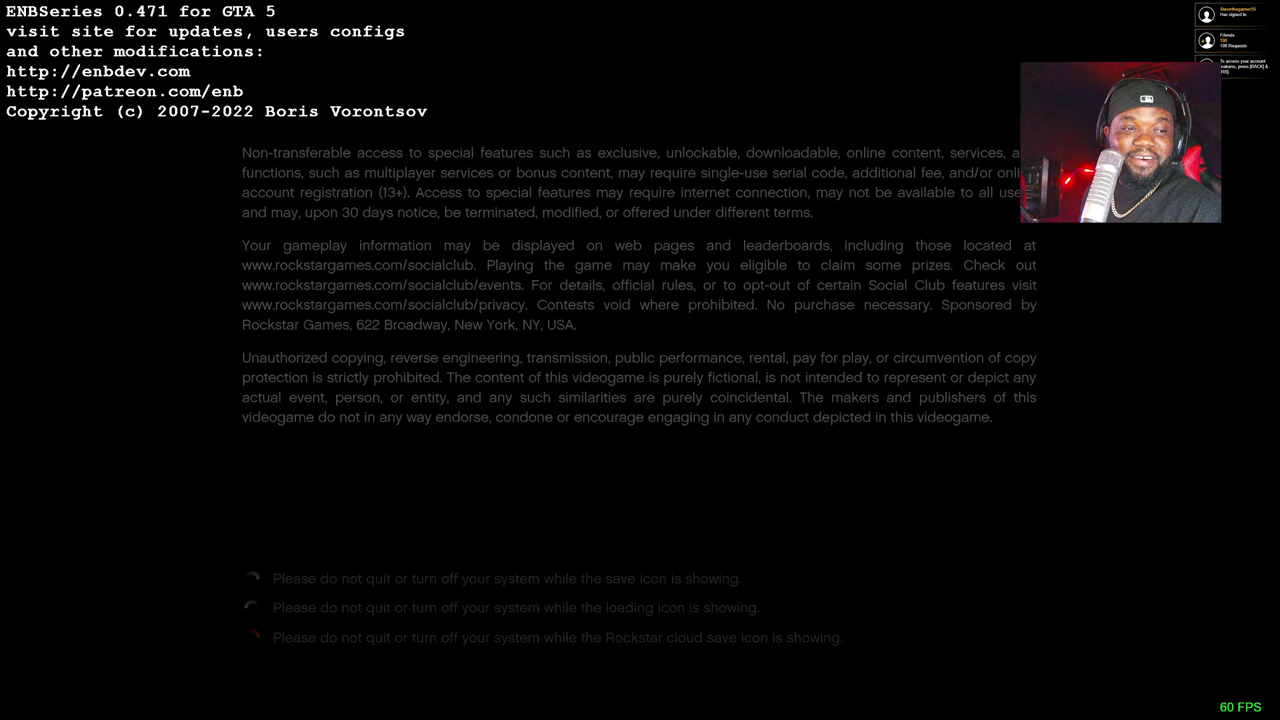 ENBSeries 0.471 for GTA 5
visit site for updates, users configs
and other modifications:
http://enbdev.com
http://patreon.com/enb
Copyright (c) 2007-2022 Boris Vorontsov
Has signed in.
Friends
100
100 Requests
To access your account
features, press [BACK] &
Non-transferable access to special features such as exclusive, unlockable, downloadable, online content, services,
functions, such as multiplayer services or bonus content, may require single-use serial code, additional fee, and/or
account registration (13+). Access to special features may require internet connection, may not be available to all
and may, upon 30 days notice, be terminated, modified, or offered under different terms.
Your gameplay information may be displayed on web pages and leaderboards, including those located at
www.rockstargames.com/socialclub. Playing the game may make you eligible to claim some prizes. Check out
www.rockstargames.com/socialclub/events. For details, official rules, or to opt-out of certain Social Club features visit
www.rockstargames.com/socialclub/privacy. Contests void where prohibited. No purchase necessary. Sponsored by
Rockstar Games, 622 Broadway, New York, NY, USA.
Unauthorized copying, reverse engineering, transmission, public performance, rental, pay for play, or circumvention of copy
protection is strictly prohibited. The content of this videogame is purely fictional, is not intended to represent or depict any
actual event, person, or entity, and any such similarities are purely coincidental. The makers and publishers of this
videogame do not in any way endorse, condone or encourage engaging in any conduct depicted in this videogame.
Please do not quit or turn off your system while the save icon is showing.
Please do not quit or turn off your system while the loading icon is showing.
Please do not quit or turn off your system while the Rockstar cloud save icon is showing.
60 FPS